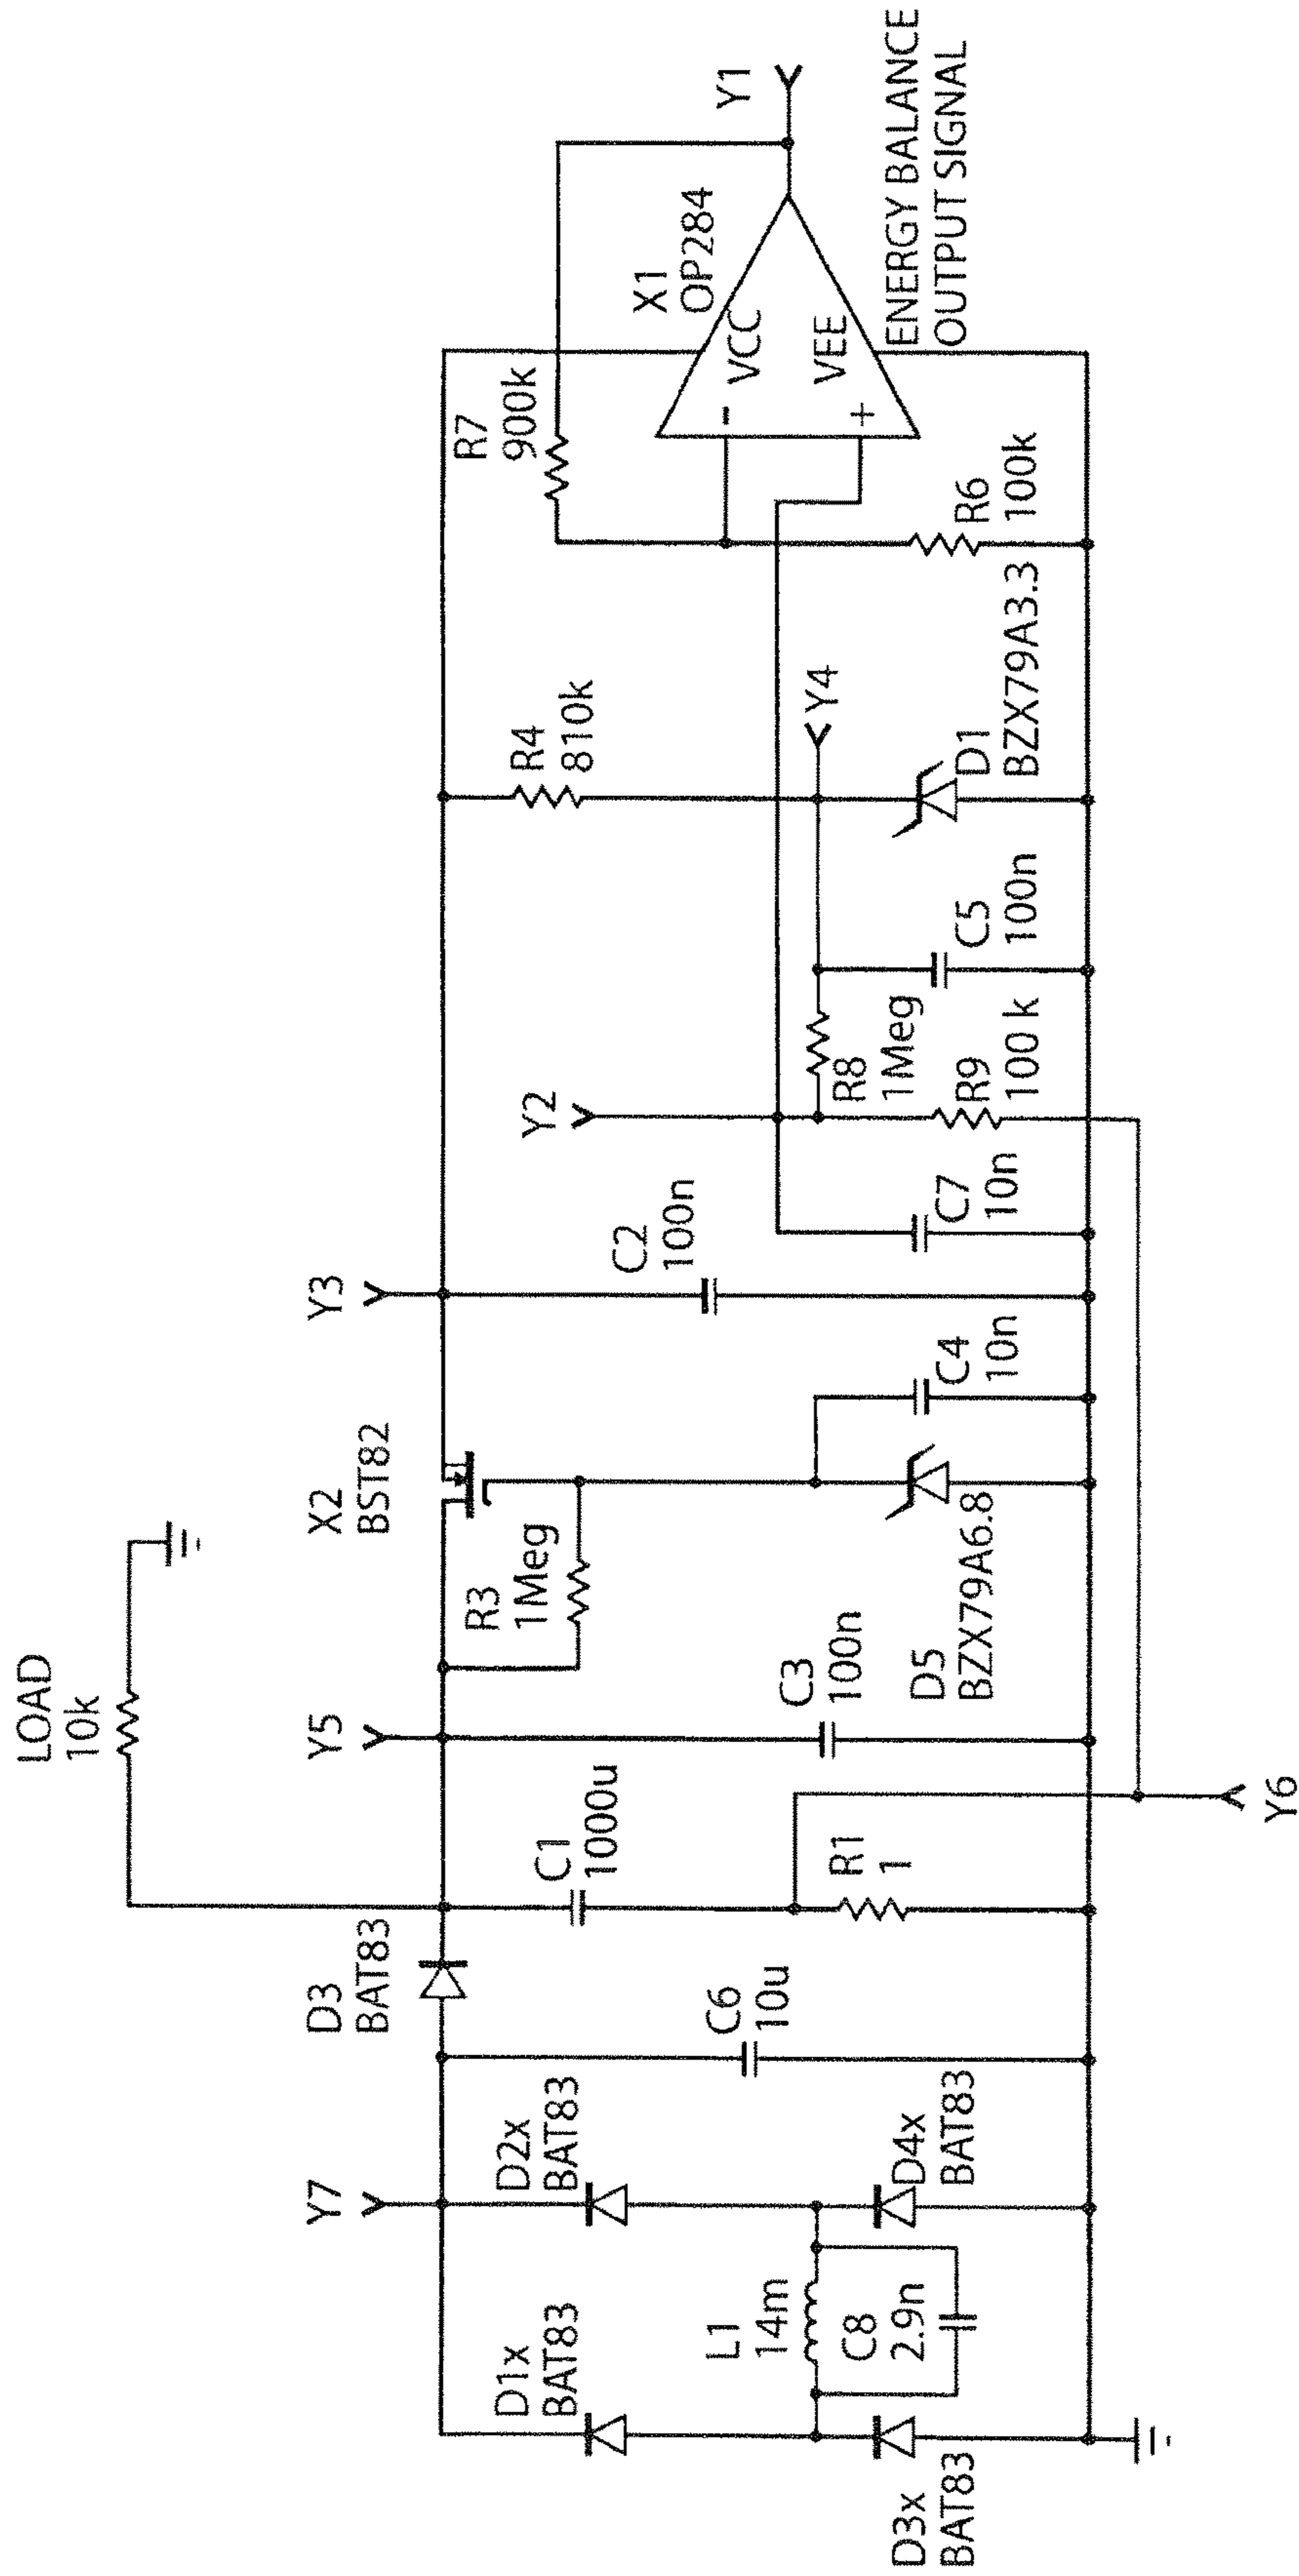 LOAD
10k
Y7
D3
BAT83
Y5
X2
BST82
Y3
D1x
BAT83
D2x
BAT83
C1
1000u
R3
1Meg
Y2
R4
810k
R7
900k
L1
14m
C6
10u
C2
100n
X1
OP284
Y1
-
VCC
VEE
+
C8
2.9n
R1
1
C3
100n
R8
1Meg
Y4
D3x
BAT83
D4x
BAT83
D5
BZX79A6.8
C4
10n
C7
10n
R9
100 k
C5
100n
D1
BZX79A3.3
R6
100k
ENERGY BALANCE
OUTPUT SIGNAL
Y6